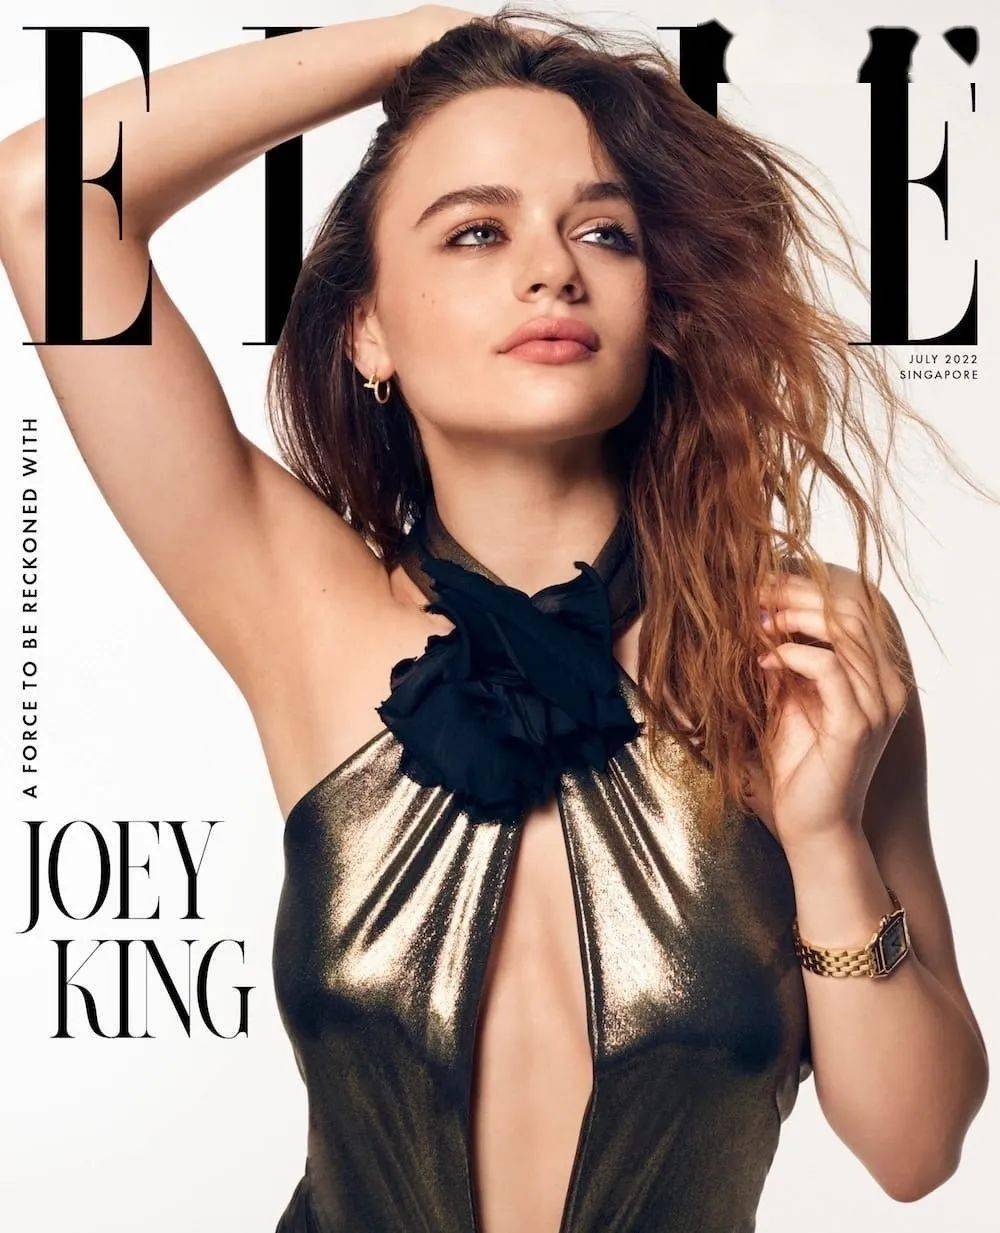 ELLE
JULY 2022
SINGAPORE
A FORCE TO BE RECKONED WITH
JOEY
KING